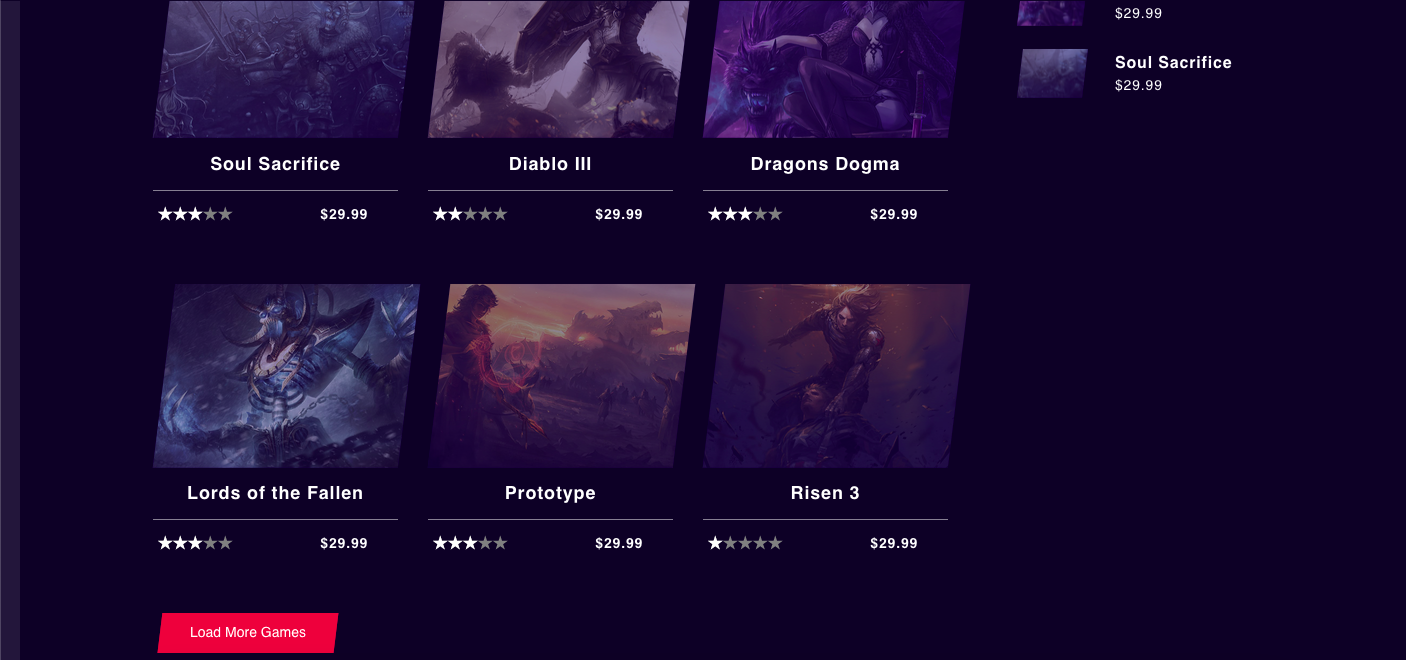 $29.99
Soul Sacrifice
$29.99
Soul Sacrifice
Diablo III
Dragons Dogma
★★★★★ $29.99
★★★★★ $29.99
★★★★★ $29.99
Lords of the Fallen
Prototype
Risen 3
★★★★★ $29.99
★★★★★ $29.99
★★★★★ $29.99
Load More Games